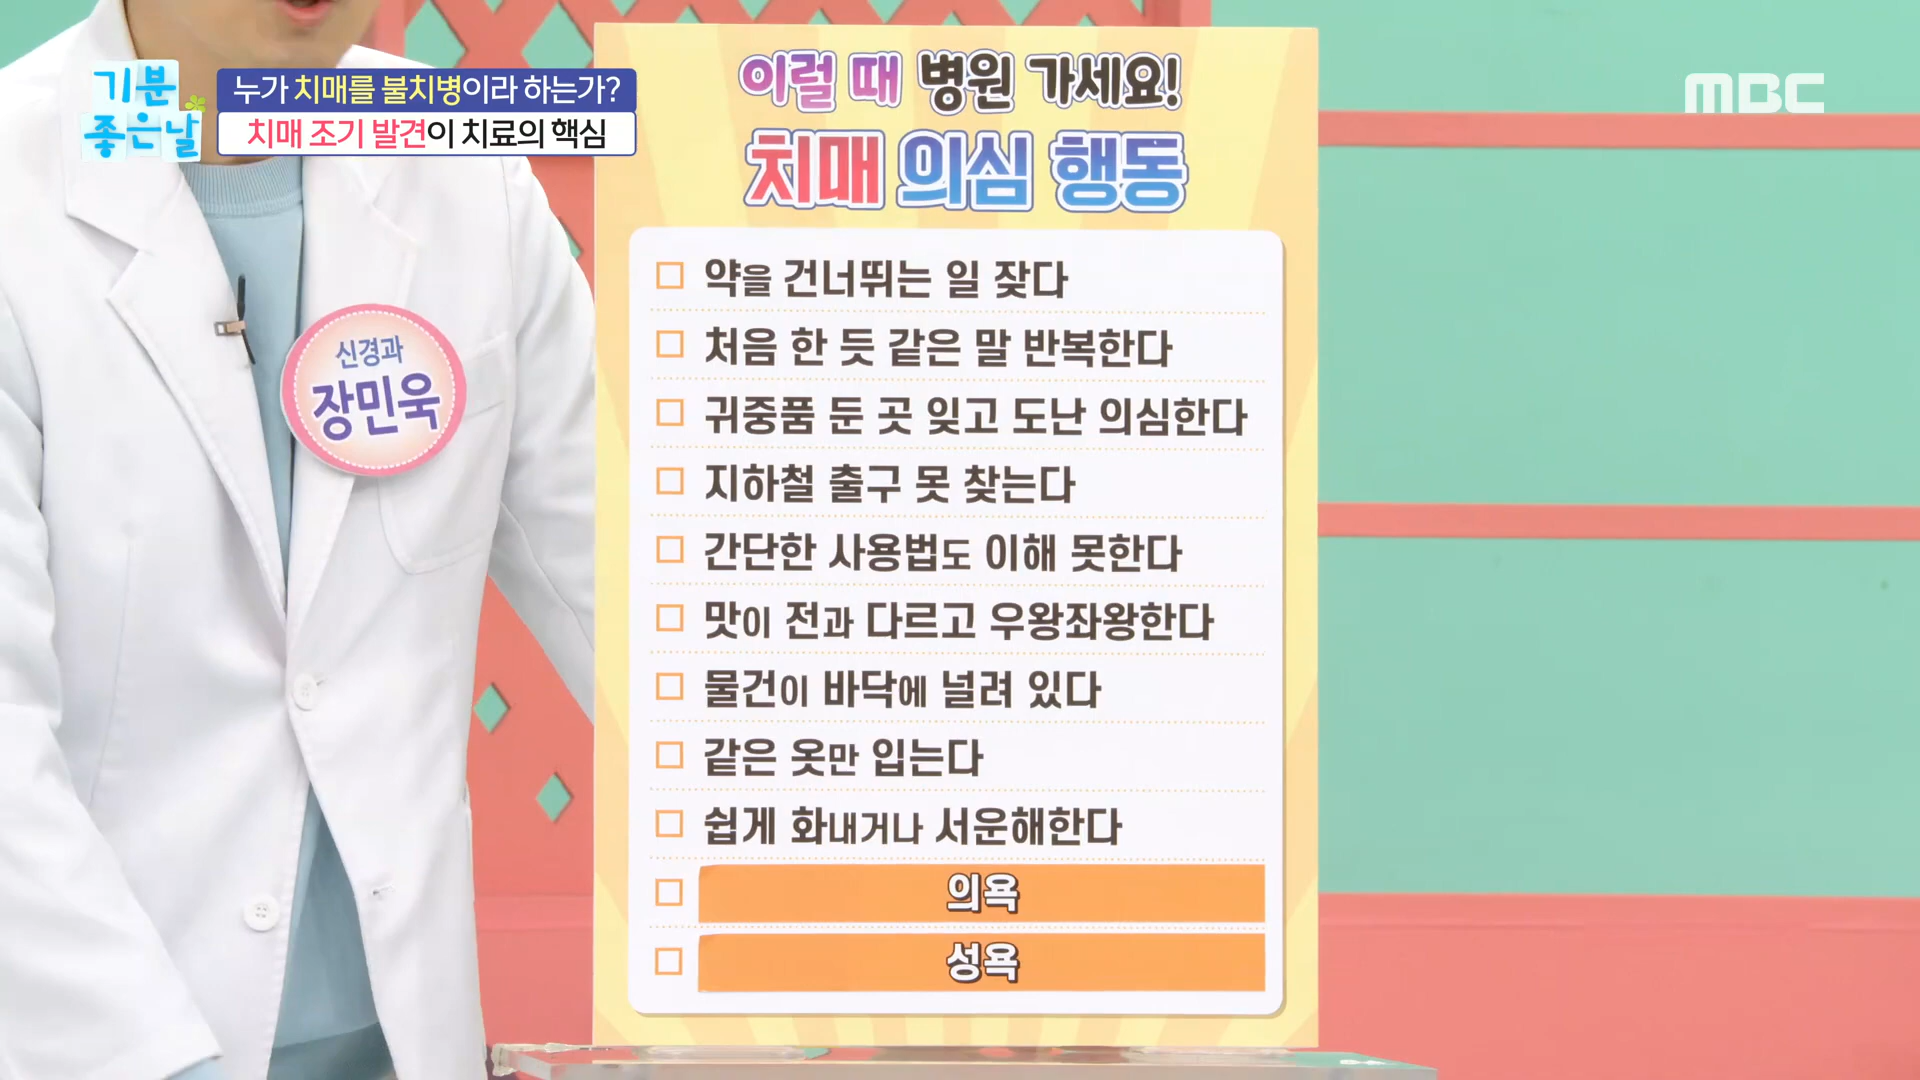 기분
좋은날
누가 치매를 불치병이라 하는가?
치매 조기 발견이 치료의 핵심
MBC
신경과
장민욱
이럴 때 병원 가세요!
치매 의심 행동
약을 건너뛰는 일 잦다
처음 한 듯 같은 말 반복한다
귀중품 둔 곳 잊고 도난 의심한다
지하철 출구 못 찾는다
간단한 사용법도 이해 못한다
맛이 전과 다르고 우왕좌왕한다
물건이 바닥에 널려 있다
같은 옷만 입는다
쉽게 화내거나 서운해한다
의욕
성욕